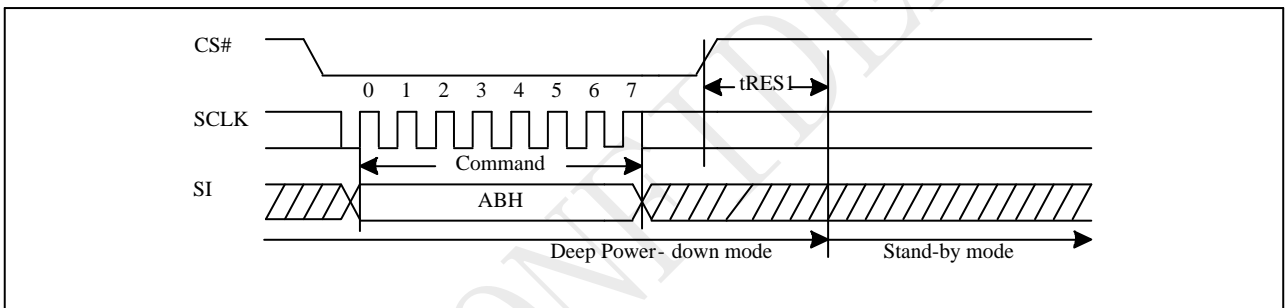 CS#
tRES1
0 1 2 3 4 5 6 7
SCLK
Command
SI
ABH
Deep Power- down mode Stand-by mode